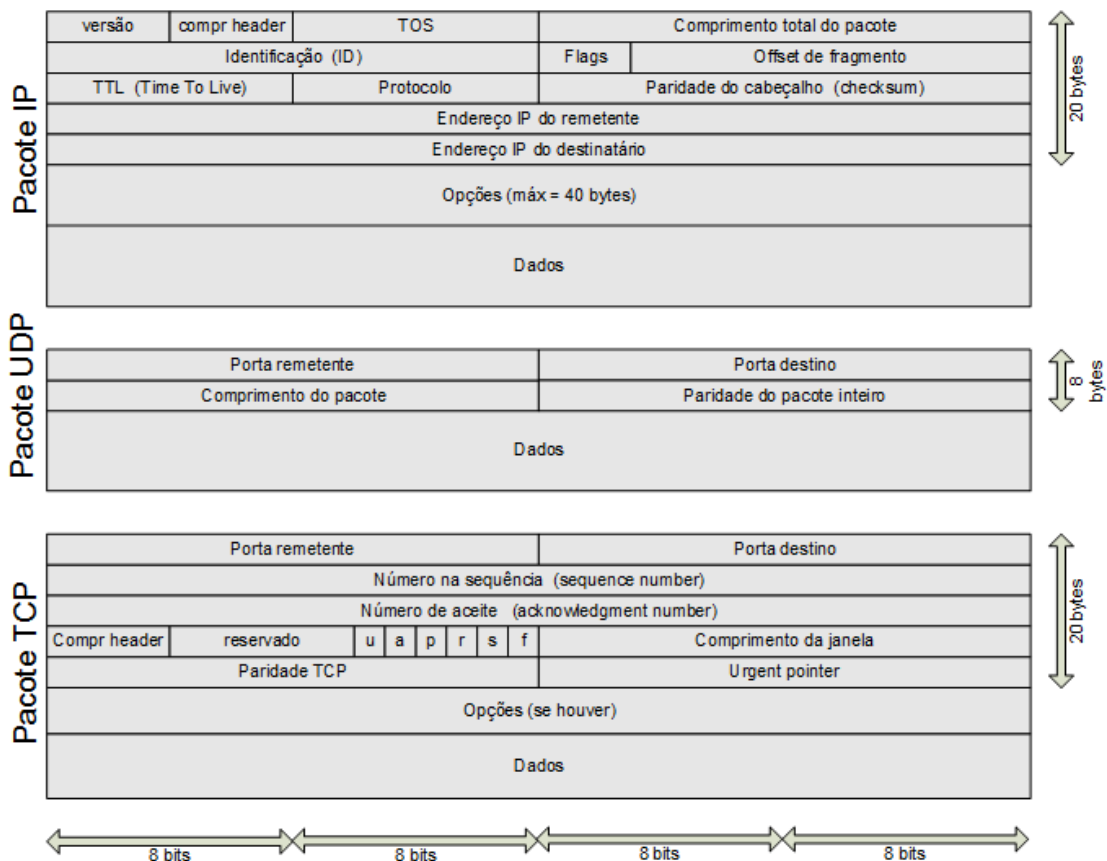 Pacote IP
versão compr header TOS Comprimento total do pacote
Identificação (ID) Flags Offset de fragmento
TTL (Time To Live) Protocolo Paridade do cabeçalho (checksum)
Endereço IP do remetente
Endereço IP do destinatário
Opções (máx = 40 bytes)
Dados
20 bytes
Pacote UDP
Porta remetente Porta destino
Comprimento do pacote Paridade do pacote inteiro
Dados
8
bytes
Pacote TCP
Porta remetente Porta destino
Número na sequência (sequence number)
Número de aceite (acknowledgment number)
Compr header reservado u a p r s f Comprimento da janela
Paridade TCP Urgent pointer
Opções (se houver)
Dados
20 bytes
8 bits 8 bits 8 bits 8 bits